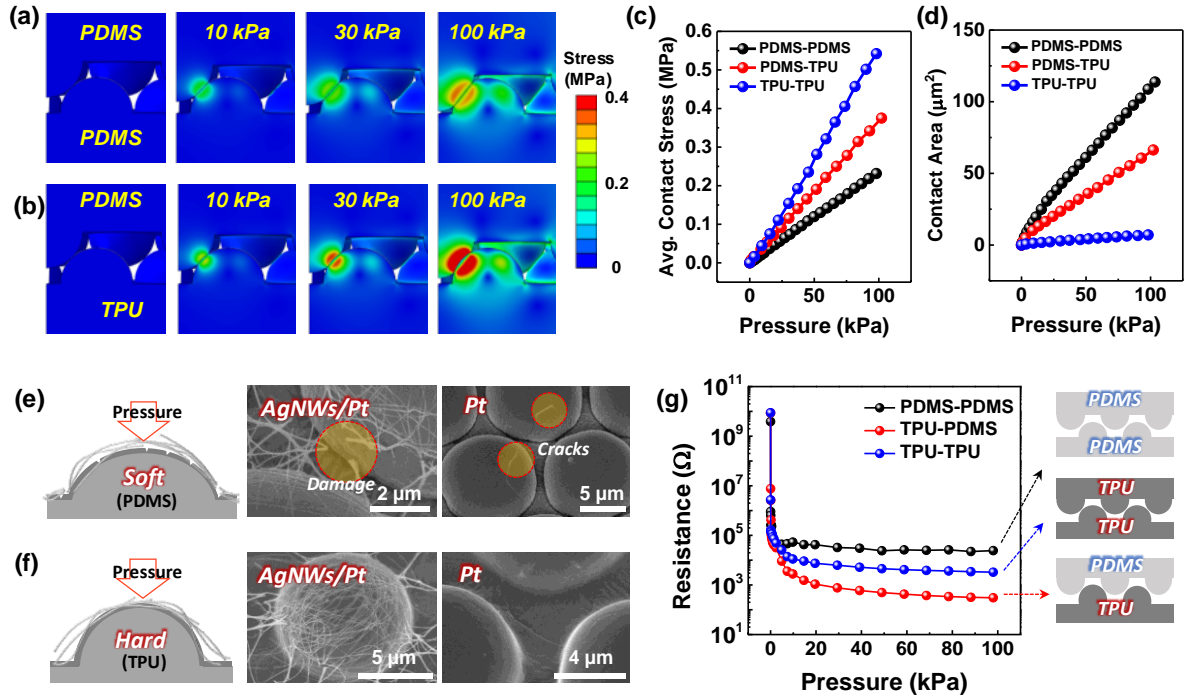 (a)
PDMS
PDMS
10 kPa
30 kPa
100 kPa
Stress
(MPa)
0.4
0.2
0
(b)
PDMS
TPU
10 kPa
30 kPa
100 kPa
(c)
Avg. Contact Stress (MPa)
0.6
0.5
0.4
0.3
0.2
0.1
0.0
PDMS-PDMS
PDMS-TPU
TPU-TPU
0 25 50 75 100
Pressure (kPa)
(d)
Contact Area (μm²)
150
100
50
0
PDMS-PDMS
PDMS-TPU
TPU-TPU
0 25 50 75 100
Pressure (kPa)
(e)
Pressure
Soft
(PDMS)
AgNWs/Pt
Damage
2 μm
Pt
Cracks
5 μm
(f)
Pressure
Hard
(TPU)
AgNWs/Pt
5 μm
Pt
4 μm
(g)
Resistance (Ω)
10¹¹
10⁹
10⁷
10⁵
10³
10¹
PDMS-PDMS
TPU-PDMS
TPU-TPU
0 20 40 60 80 100
Pressure (kPa)
PDMS
PDMS
TPU
TPU
PDMS
TPU